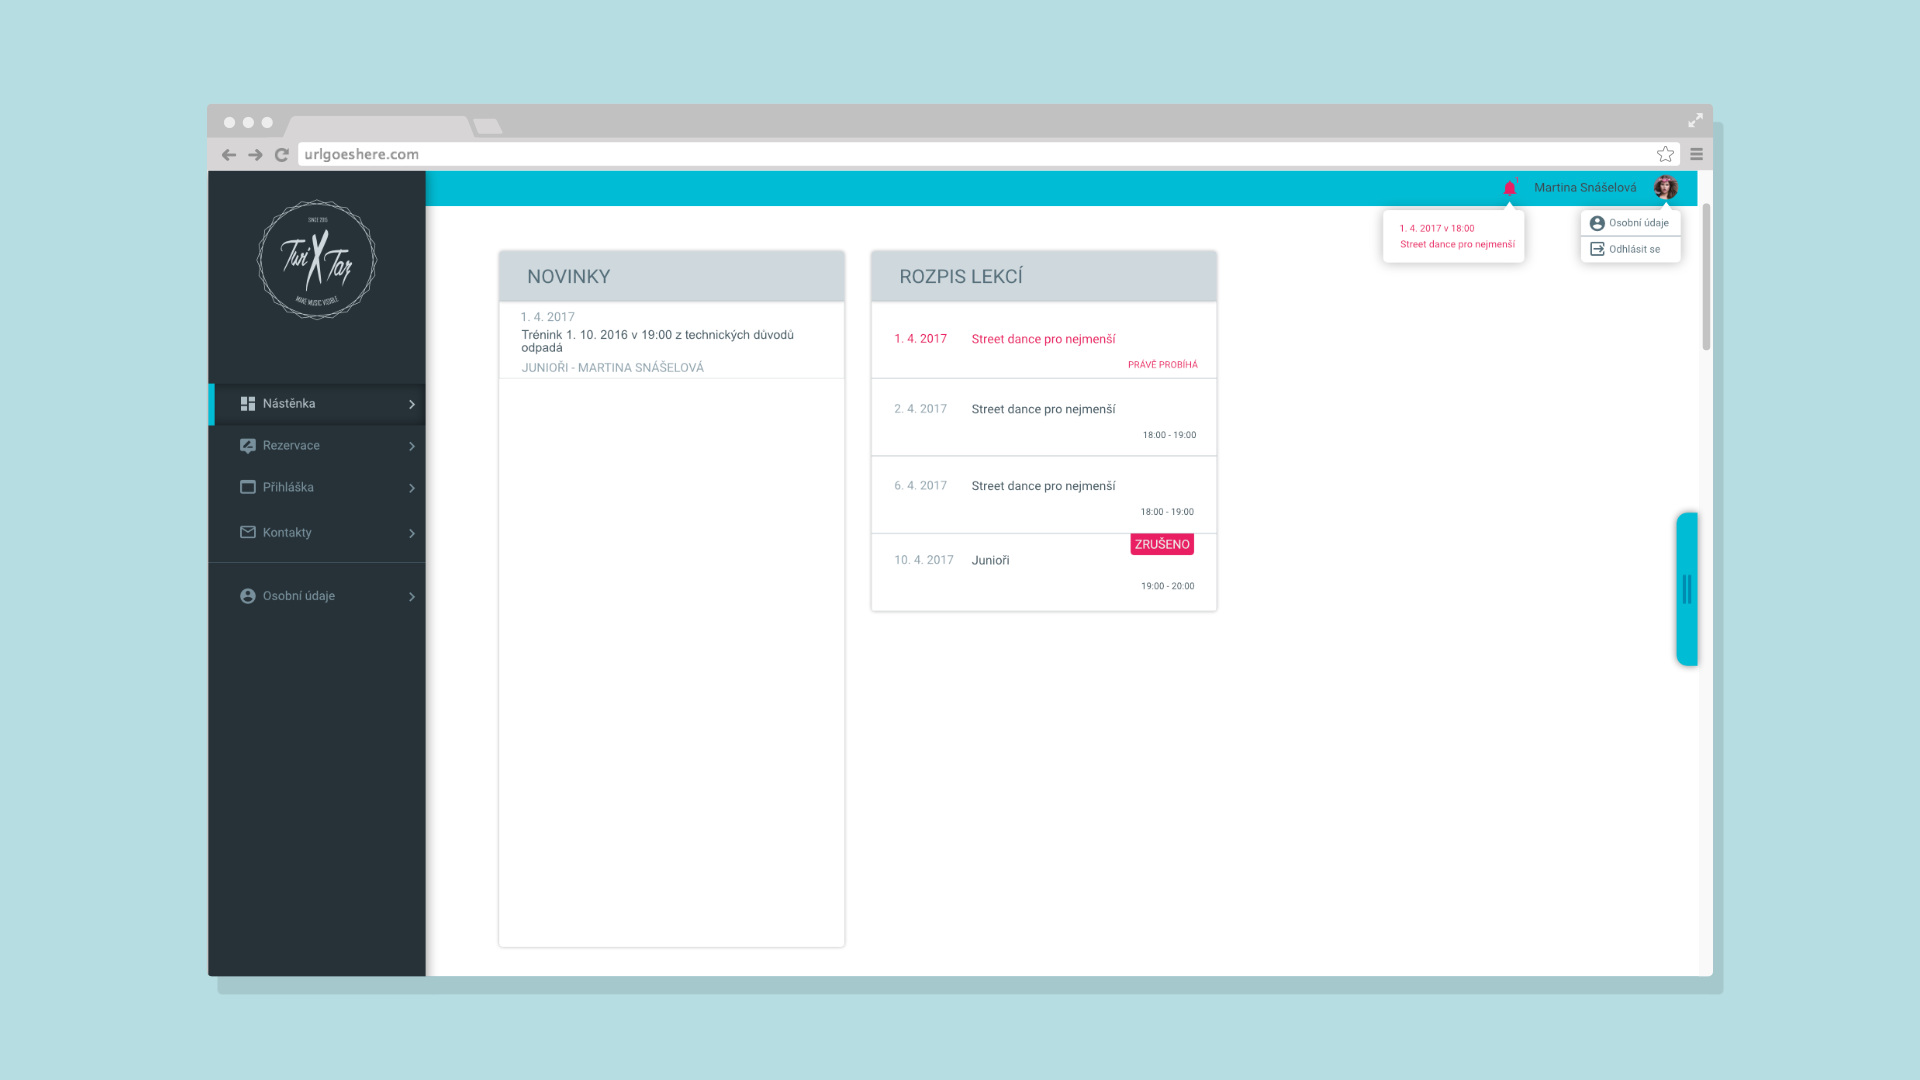 urlgoeshere.com
Martina Snášelová
SINCE 2015
Twi X Tar
MAKE MUSIC VISIBLE
1. 4. 2017 v 18:00
Street dance pro nejmenší
Osobní údaje
Odhlásit se
Nástěnka
Rezervace
Přihláška
Kontakty
Osobní údaje
NOVINKY
1. 4. 2017
Trénink 1. 10. 2016 v 19:00 z technických důvodů
odpadá
JUNIOŘI - MARTINA SNÁŠELOVÁ
ROZPIS LEKCÍ
1. 4. 2017 Street dance pro nejmenší
PRÁVĚ PROBÍHÁ
2. 4. 2017 Street dance pro nejmenší
18:00 - 19:00
6. 4. 2017 Street dance pro nejmenší
18:00 - 19:00
ZRUŠENO
10. 4. 2017 Junioři
19:00 - 20:00